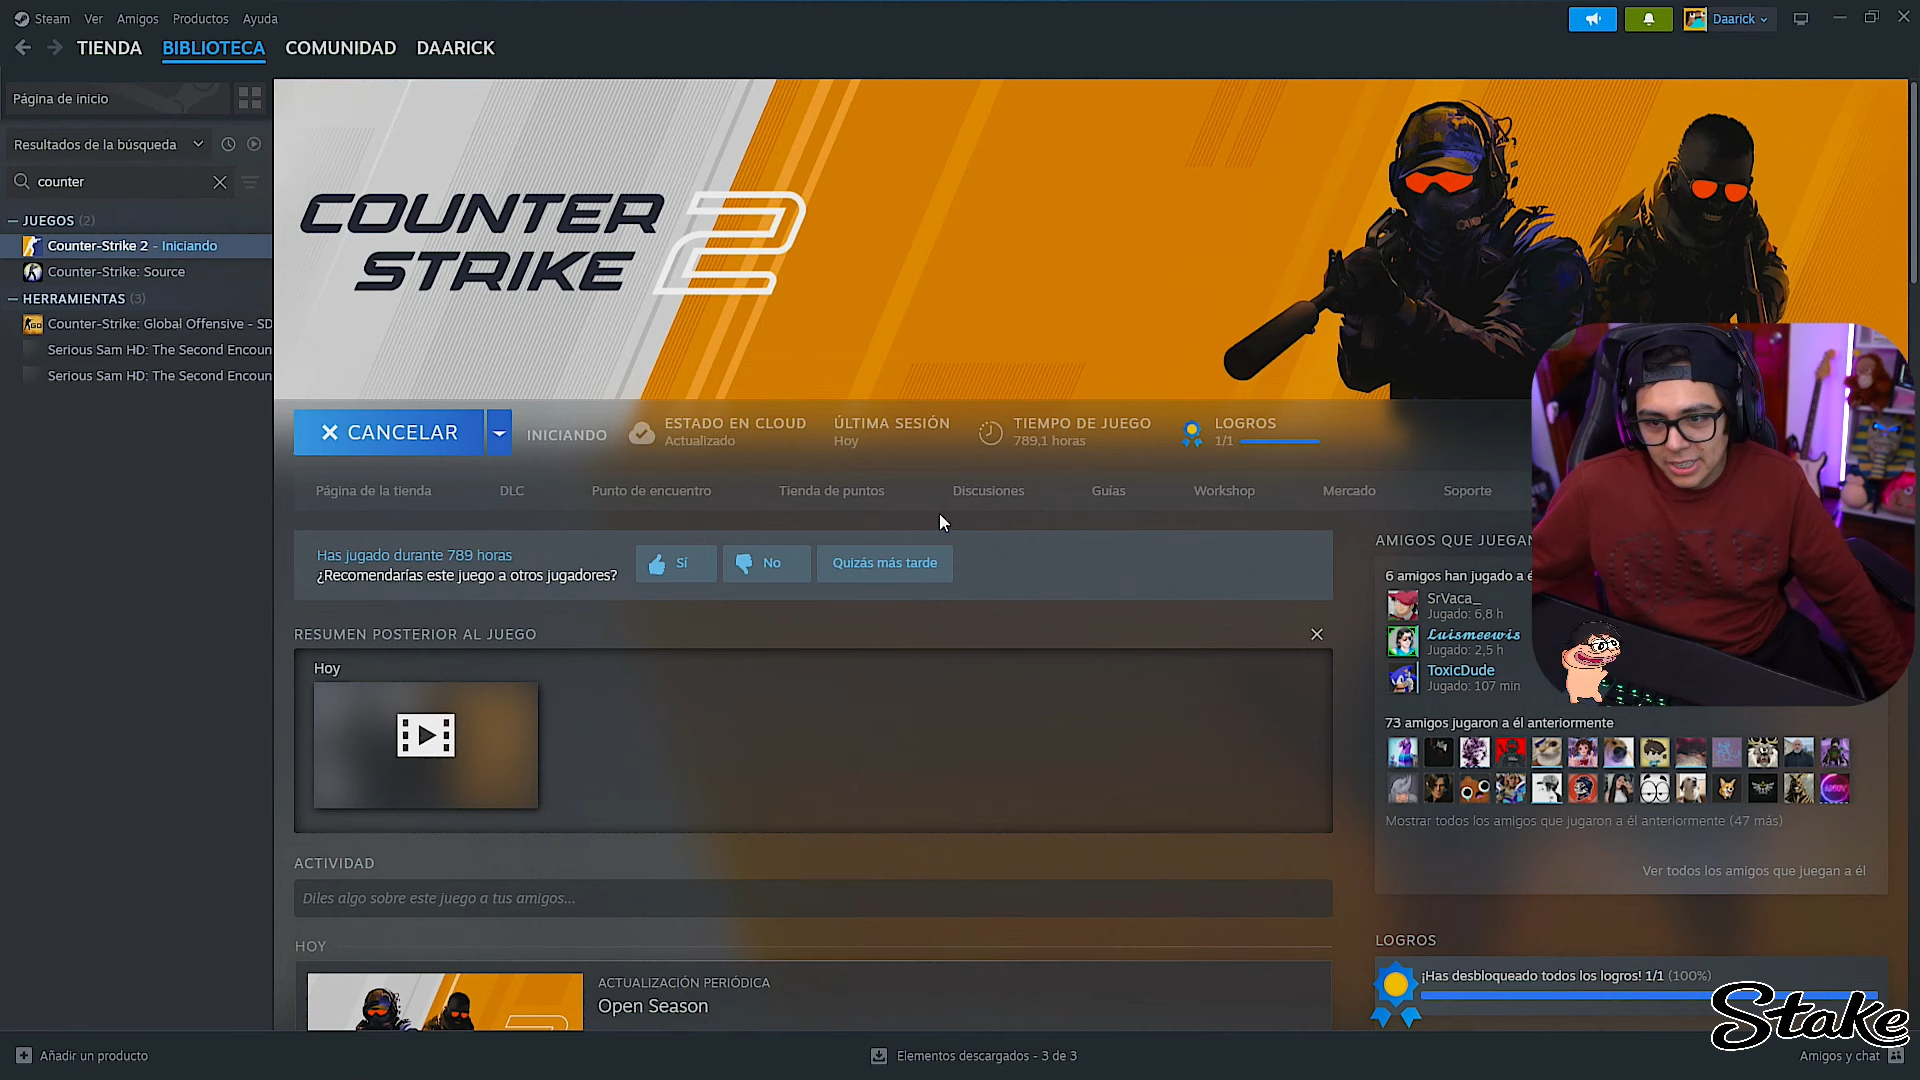 Steam Ver Amigos Productos Ayuda
Daarick
TIENDA BIBLIOTECA COMUNIDAD DAARICK
Página de inicio
Resultados de la búsqueda
counter
JUEGOS (2)
Counter-Strike 2 - Iniciando
Counter-Strike: Source
HERRAMIENTAS (3)
Counter-Strike: Global Offensive - SD
Serious Sam HD: The Second Encoun
Serious Sam HD: The Second Encoun
COUNTER
STRIKE 2
CANCELAR
INICIANDO
ESTADO EN CLOUD
Actualizado
ÚLTIMA SESIÓN
Hoy
TIEMPO DE JUEGO
789,1 horas
LOGROS
1/1
Página de la tienda DLC Punto de encuentro Tienda de puntos Discusiones Guías Workshop Mercado Soporte
Has jugado durante 789 horas
¿Recomendarías este juego a otros jugadores?
Sí No Quizás más tarde
RESUMEN POSTERIOR AL JUEGO
Hoy
ACTIVIDAD
Diles algo sobre este juego a tus amigos...
HOY
ACTUALIZACIÓN PERIÓDICA
Open Season
AMIGOS QUE JUEGAN
6 amigos han jugado a é
SrVaca_
Jugado: 6,8 h
Luismeewis
Jugado: 2,5 h
ToxicDude
Jugado: 107 min
73 amigos jugaron a él anteriormente
Mostrar todos los amigos que jugaron a él anteriormente (47 más)
Ver todos los amigos que juegan a él
LOGROS
¡Has desbloqueado todos los logros! 1/1 (100%)
Stake
Añadir un producto
Elementos descargados - 3 de 3
Amigos y chat